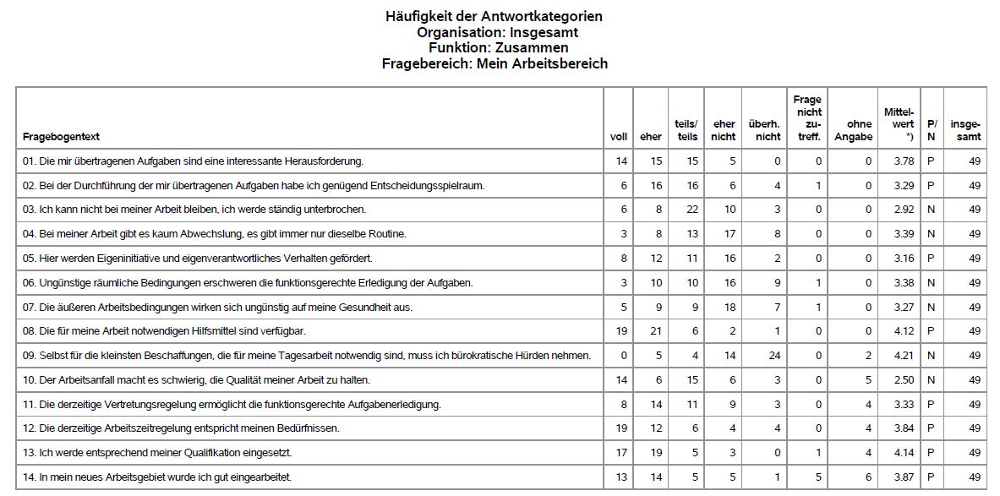 Häufigkeit der Antwortkategorien
Organisation: Insgesamt
Funktion: Zusammen
Fragebereich: Mein Arbeitsbereich
Fragebogentext voll eher teils/ teils eher nicht überh. nicht Frage nicht zu- treff. ohne Angabe Mittel- wert *) P/ N insge- samt
01. Die mir übertragenen Aufgaben sind eine interessante Herausforderung. 14 15 15 5 0 0 0 3.78 P 49
02. Bei der Durchführung der mir übertragenen Aufgaben habe ich genügend Entscheidungsspielraum. 6 16 16 6 4 1 0 3.29 P 49
03. Ich kann nicht bei meiner Arbeit bleiben, ich werde ständig unterbrochen. 6 8 22 10 3 0 0 2.92 N 49
04. Bei meiner Arbeit gibt es kaum Abwechslung, es gibt immer nur dieselbe Routine. 3 8 13 17 8 0 0 3.39 N 49
05. Hier werden Eigeninitiative und eigenverantwortliches Verhalten gefördert. 8 12 11 16 2 0 0 3.16 P 49
06. Ungünstige räumliche Bedingungen erschweren die funktionsgerechte Erledigung der Aufgaben. 3 10 10 16 9 1 0 3.38 N 49
07. Die äußeren Arbeitsbedingungen wirken sich ungünstig auf meine Gesundheit aus. 5 9 9 18 7 1 0 3.27 N 49
08. Die für meine Arbeit notwendigen Hilfsmittel sind verfügbar. 19 21 6 2 1 0 0 4.12 P 49
09. Selbst für die kleinsten Beschaffungen, die für meine Tagesarbeit notwendig sind, muss ich bürokratische Hürden nehmen. 0 5 4 14 24 0 2 4.21 N 49
10. Der Arbeitsanfall macht es schwierig, die Qualität meiner Arbeit zu halten. 14 6 15 6 3 0 5 2.50 N 49
11. Die derzeitige Vertretungsregelung ermöglicht die funktionsgerechte Aufgabenerledigung. 8 14 11 9 3 0 4 3.33 P 49
12. Die derzeitige Arbeitszeitregelung entspricht meinen Bedürfnissen. 19 12 6 4 4 0 4 3.84 P 49
13. Ich werde entsprechend meiner Qualifikation eingesetzt. 17 19 5 3 0 1 4 4.14 P 49
14. In mein neues Arbeitsgebiet wurde ich gut eingearbeitet. 13 14 5 5 1 5 6 3.87 P 49